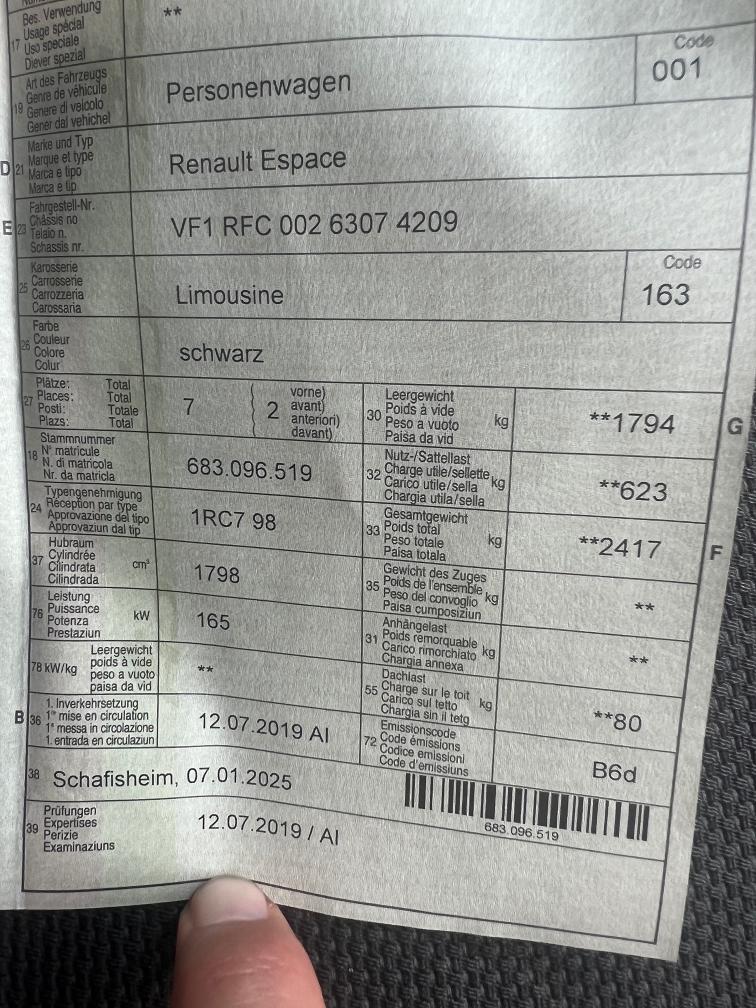 Bes. Verwendung
17 Usage spécial
Uso speciale
Diever spezial
**
Art des Fahrzeugs
Genre de véhicule
19 Genere di veicolo
Gener dal vehichel
Personenwagen
Code
001
D 21 Marke und Typ
Marque et type
Marca e tipo
Marca e tip
Renault Espace
E 23 Fahrgestell-Nr.
Châssis no
Telaio n.
Schassis nr.
VF1 RFC 002 6307 4209
25 Karosserie
Carrosserie
Carrozzeria
Carossaria
Limousine
Code
163
26 Farbe
Couleur
Colore
Colur
schwarz
27 Plätze: Total
Places: Total
Posti: Totale
Plazs: Total
7 ( 2 vorne)
avant)
anteriori)
davant)
30 Leergewicht
Poids à vide
Peso a vuoto
Paisa da vid
kg
**1794 G
18 Stammnummer
N° matricule
N. di matricola
Nr. da matricla
683.096.519
32 Nutz-/Sattellast
Charge utile/sellette
Carico utile/sella
Chargia utila/sella
kg
**623
24 Typengenehmigung
Réception par type
Approvazione del tipo
Approvaziun dal tip
1RC7 98
33 Gesamtgewicht
Poids total
Peso totale
Paisa totala
kg
**2417 F
37 Hubraum
Cylindrée
Cilindrata
Cilindrada
cm³
1798
35 Gewicht des Zuges
Poids de l'ensemble
Peso del convoglio
Paisa cumposiziun
kg
**
76 Leistung
Puissance
Potenza
Prestaziun
kW
165
31 Anhängelast
Poids remorquable
Carico rimorchiato
Chargia annexa
kg
**
78 kW/kg Leergewicht
poids à vide
peso a vuoto
paisa da vid
**
55 Dachlast
Charge sur le toit
Carico sul tetto
Chargia sin il tetg
kg
**80
B 36 1. Inverkehrsetzung
1re mise en circulation
1a messa in circolazione
1. entrada en circulaziun
12.07.2019 AI
72 Emissionscode
Code émissions
Codice emissioni
Code d'emissiuns
B6d
38 Schafisheim, 07.01.2025
683.096.519
39 Prüfungen
Expertises
Perizie
Examinaziuns
12.07.2019 / AI